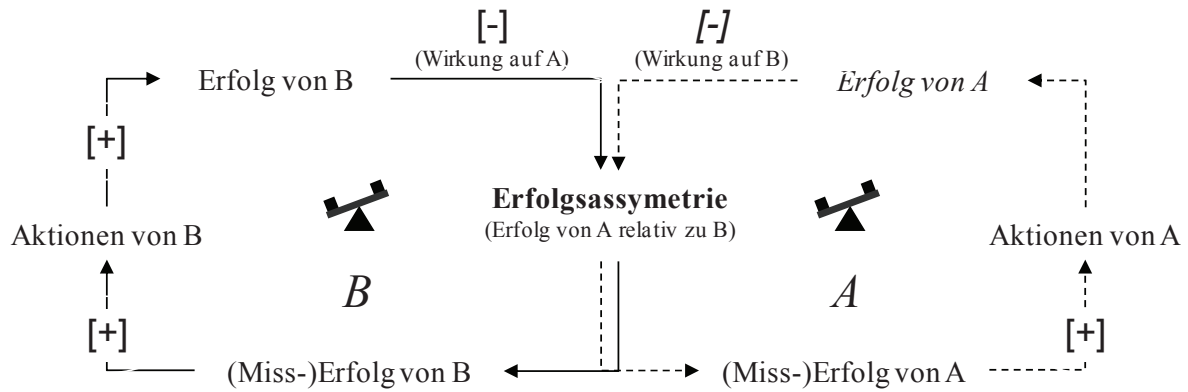 [-]
(Wirkung auf A)
[-]
(Wirkung auf B)
Erfolg von B
Erfolg von A
[+]
Erfolgsassymetrie
(Erfolg von A relativ zu B)
Aktionen von B
Aktionen von A
B
A
[+]
[+]
(Miss-)Erfolg von B
(Miss-)Erfolg von A